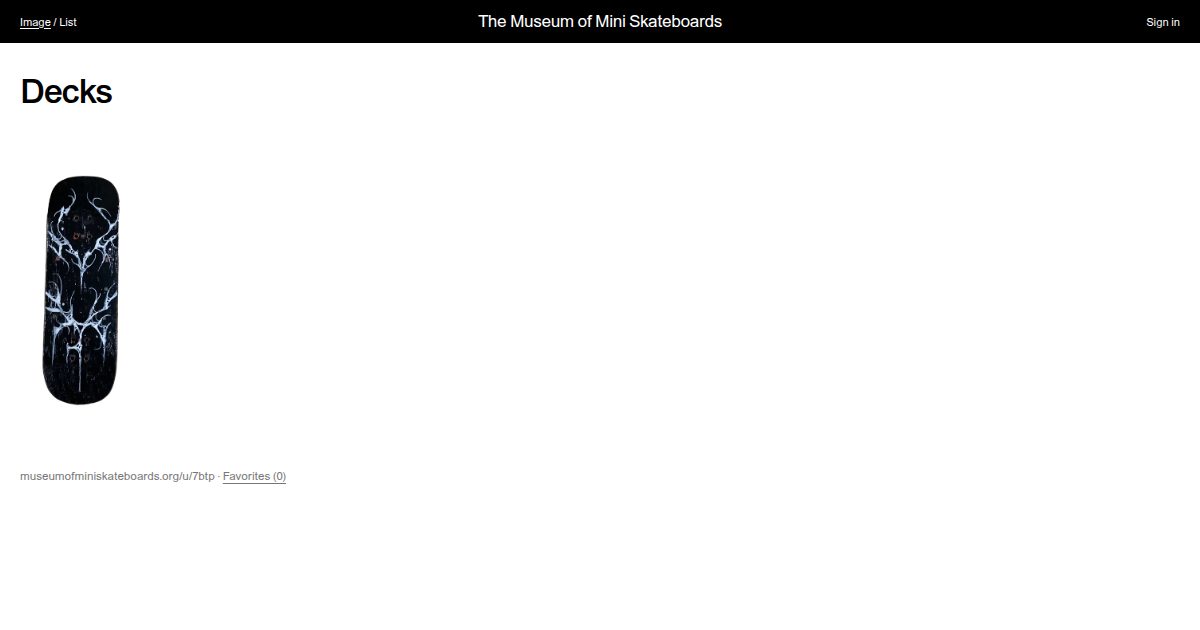 Image / List
The Museum of Mini Skateboards
Sign in
Decks
museumofminiskateboards.org/u/7btp · Favorites (0)